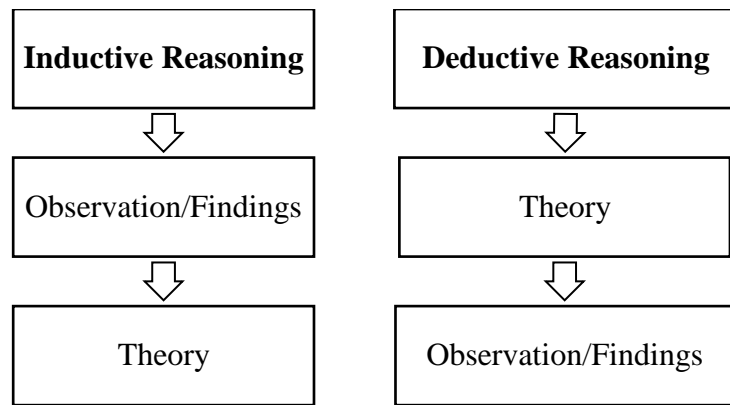 Inductive Reasoning
Deductive Reasoning
Observation/Findings
Theory
Theory
Observation/Findings